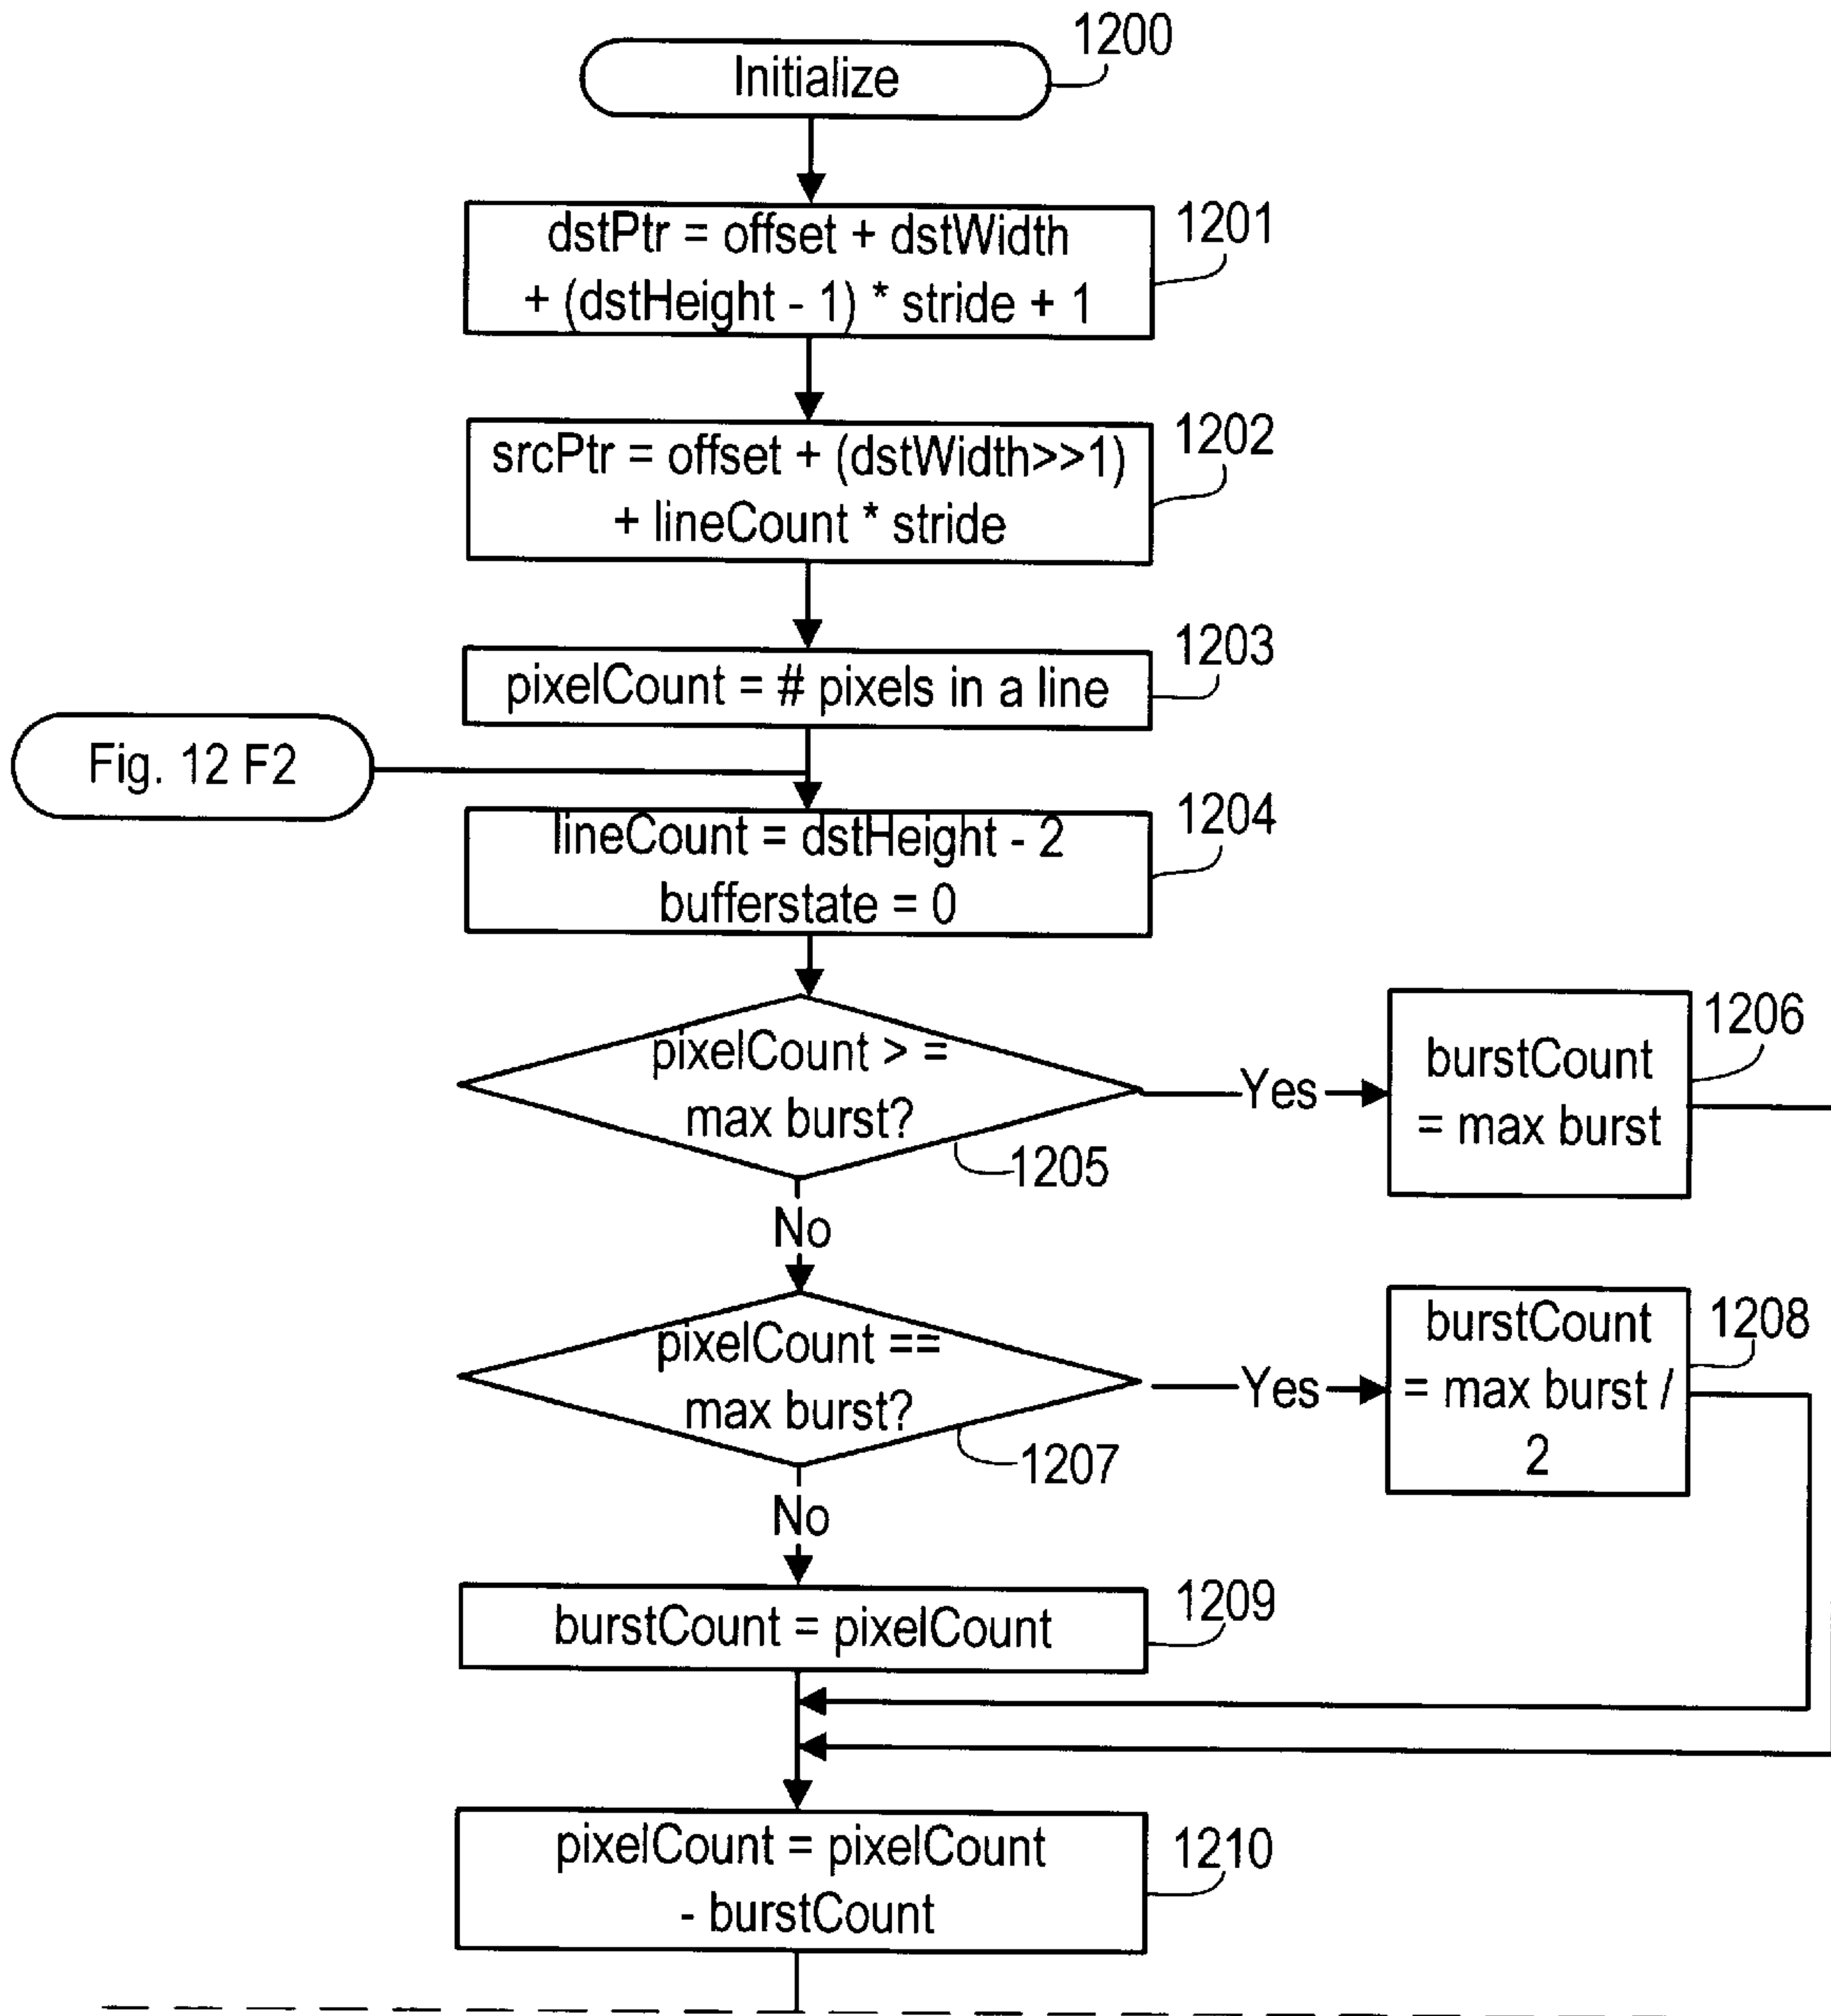 1200
Initialize
dstPtr = offset + dstWidth
+ (dstHeight - 1) * stride + 1
1201
srcPtr = offset + (dstWidth>>1)
+ lineCount * stride
1202
pixelCount = # pixels in a line
1203
Fig. 12 F2
lineCount = dstHeight - 2
bufferstate = 0
1204
pixelCount > =
max burst?
1205
Yes
burstCount
= max burst
1206
No
pixelCount ==
max burst?
1207
Yes
burstCount
= max burst /
2
1208
No
burstCount = pixelCount
1209
pixelCount = pixelCount
- burstCount
1210